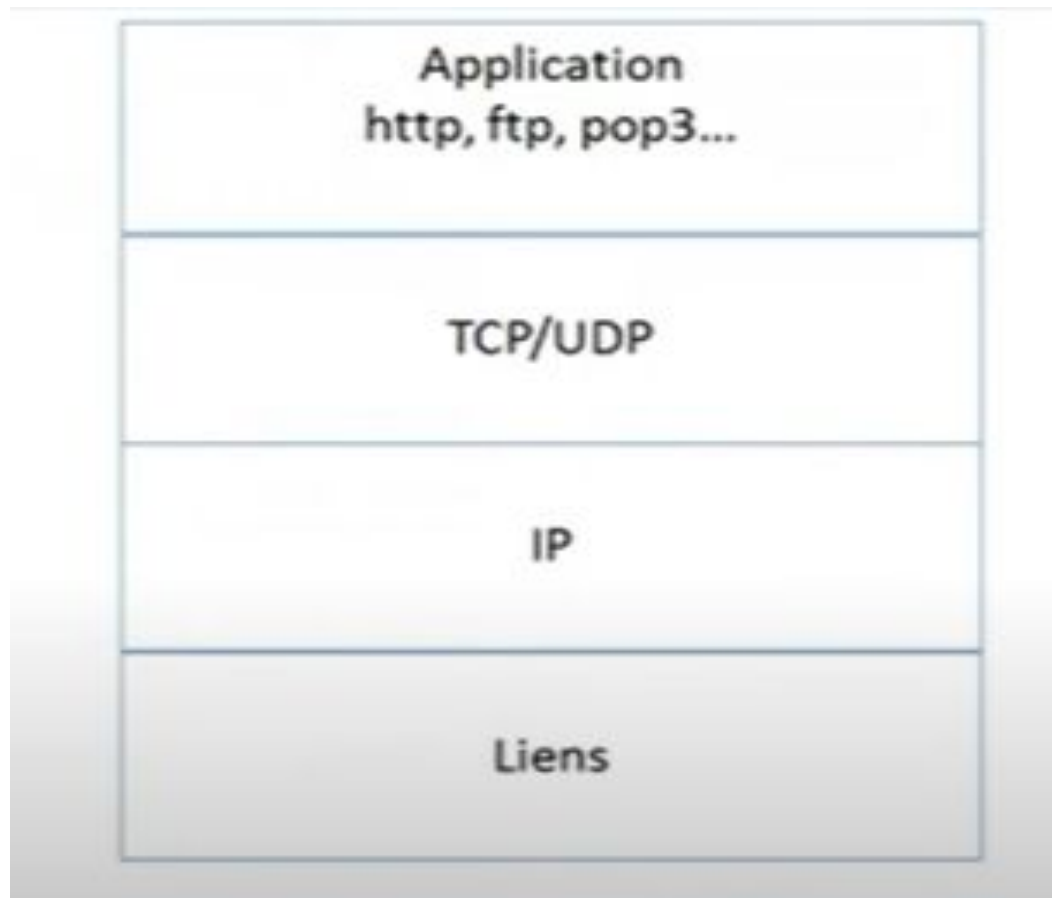 Application
http, ftp, pop3...
TCP/UDP
IP
Liens